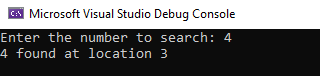 Microsoft Visual Studio Debug Console
Enter the number to search: 4
4 found at location 3